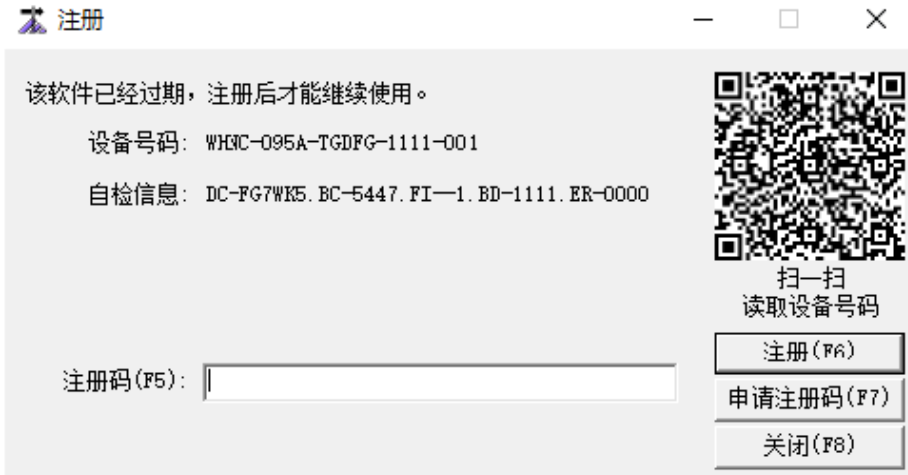 注册
该软件已经过期，注册后才能继续使用。
设备号码: WHNC-095A-TGDFG-1111-001
自检信息: DC-FG7WK5.BC-5447.FI--1.BD-1111.ER-0000
扫一扫
读取设备号码
注册码(F5):
注册(F6)
申请注册码(F7)
关闭(F8)